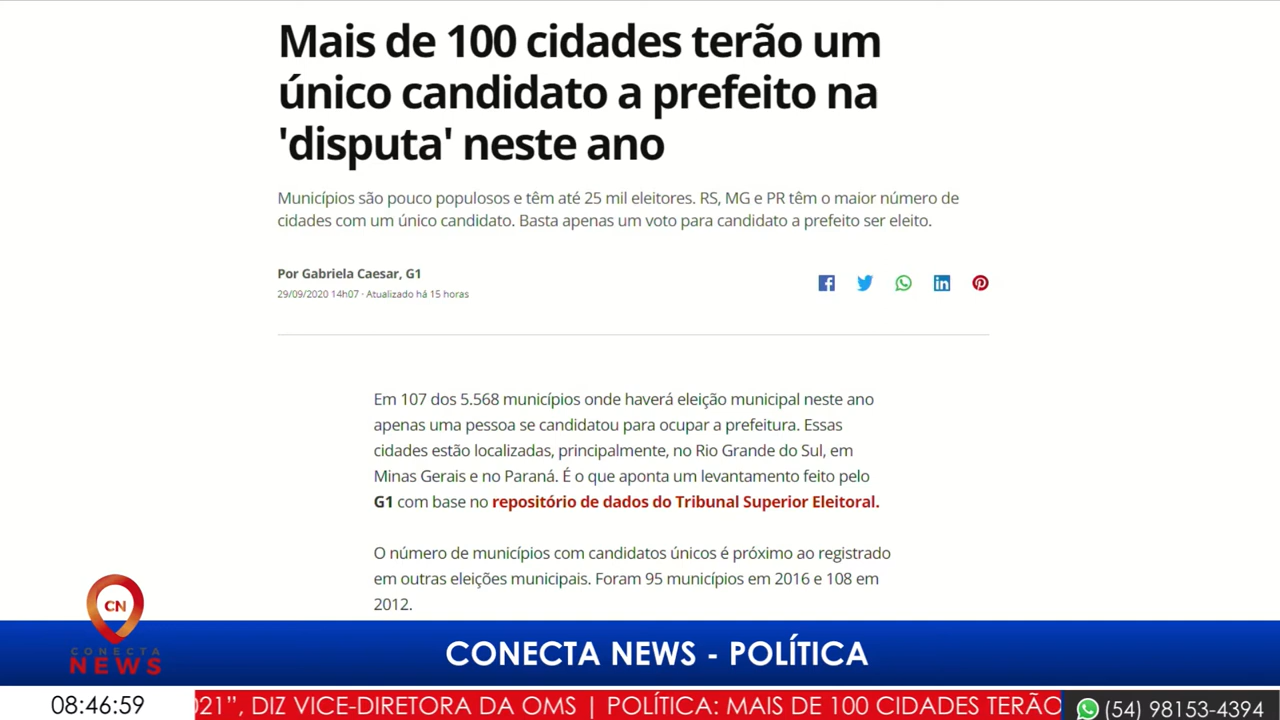 Mais de 100 cidades terão um
único candidato a prefeito na
'disputa' neste ano
Municípios são pouco populosos e têm até 25 mil eleitores. RS, MG e PR têm o maior número de
cidades com um único candidato. Basta apenas um voto para candidato a prefeito ser eleito.
Por Gabriela Caesar, G1
29/09/2020 14h07 · Atualizado há 15 horas
Em 107 dos 5.568 municípios onde haverá eleição municipal neste ano
apenas uma pessoa se candidatou para ocupar a prefeitura. Essas
cidades estão localizadas, principalmente, no Rio Grande do Sul, em
Minas Gerais e no Paraná. É o que aponta um levantamento feito pelo
G1 com base no repositório de dados do Tribunal Superior Eleitoral.
O número de municípios com candidatos únicos é próximo ao registrado
em outras eleições municipais. Foram 95 municípios em 2016 e 108 em
2012.
CN
CONECTA
NEWS
CONECTA NEWS - POLÍTICA
08:46:59
021”, DIZ VICE-DIRETORA DA OMS | POLÍTICA: MAIS DE 100 CIDADES TERÃO
(54) 98153-4394